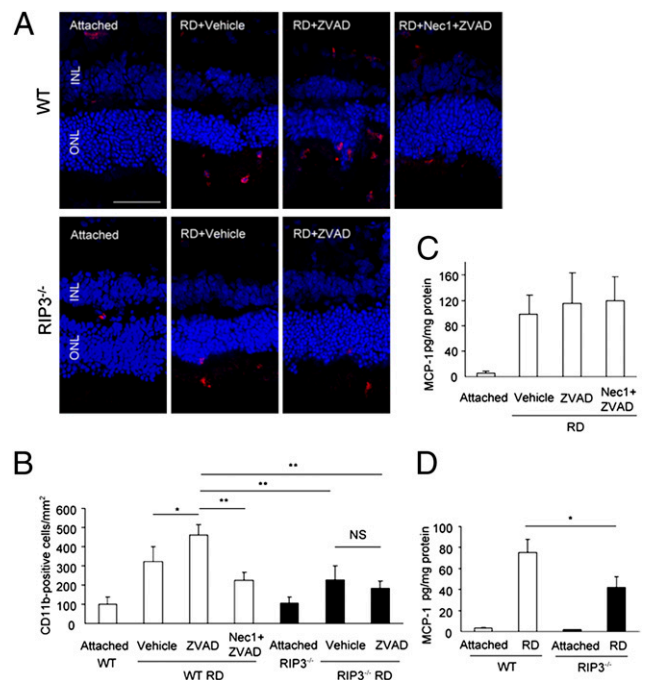 A
Attached
RD+Vehicle
RD+ZVAD
RD+Nec1+ZVAD
WT
INL
ONL
Attached
RD+Vehicle
RD+ZVAD
RIP3-/-
INL
ONL
C
MCP-1 pg/mg protein
160
120
80
40
0
Attached
Vehicle
ZVAD
Nec1+
ZVAD
RD
B
CD11b-positive cells/mm²
600
500
400
300
200
100
0
*
**
**
**
NS
Attached
WT
Vehicle
ZVAD
Nec1+
ZVAD
WT RD
Attached
RIP3-/-
Vehicle
ZVAD
RIP3-/- RD
D
MCP-1 pg/mg protein
100
80
60
40
20
0
*
Attached
RD
Attached
RD
WT
RIP3-/-